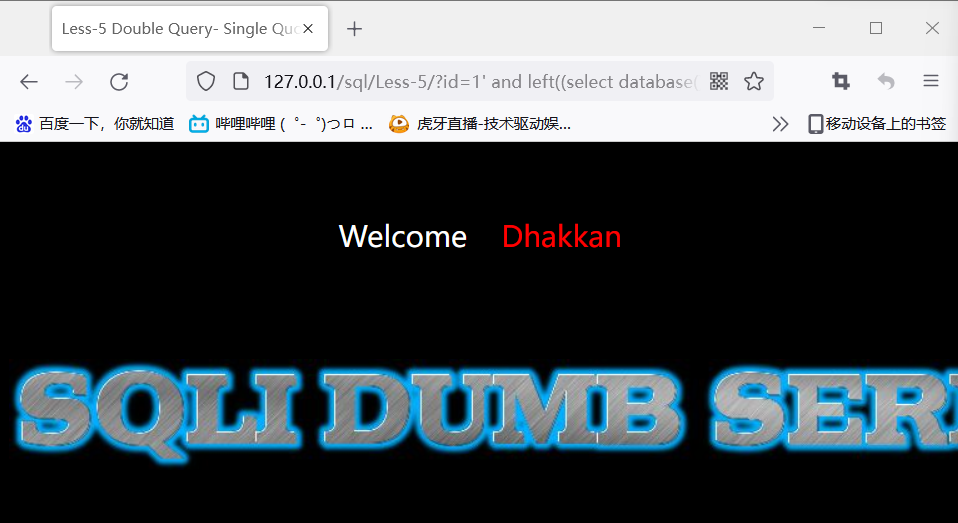 Less-5 Double Query- Single Quo
127.0.0.1/sql/Less-5/?id=1' and left((select database(
百度一下，你就知道 哔哩哔哩 ( ゜- ゜)つロ ... 虎牙直播-技术驱动娱... 移动设备上的书签
Welcome Dhakkan
SQLI DUMB SERI